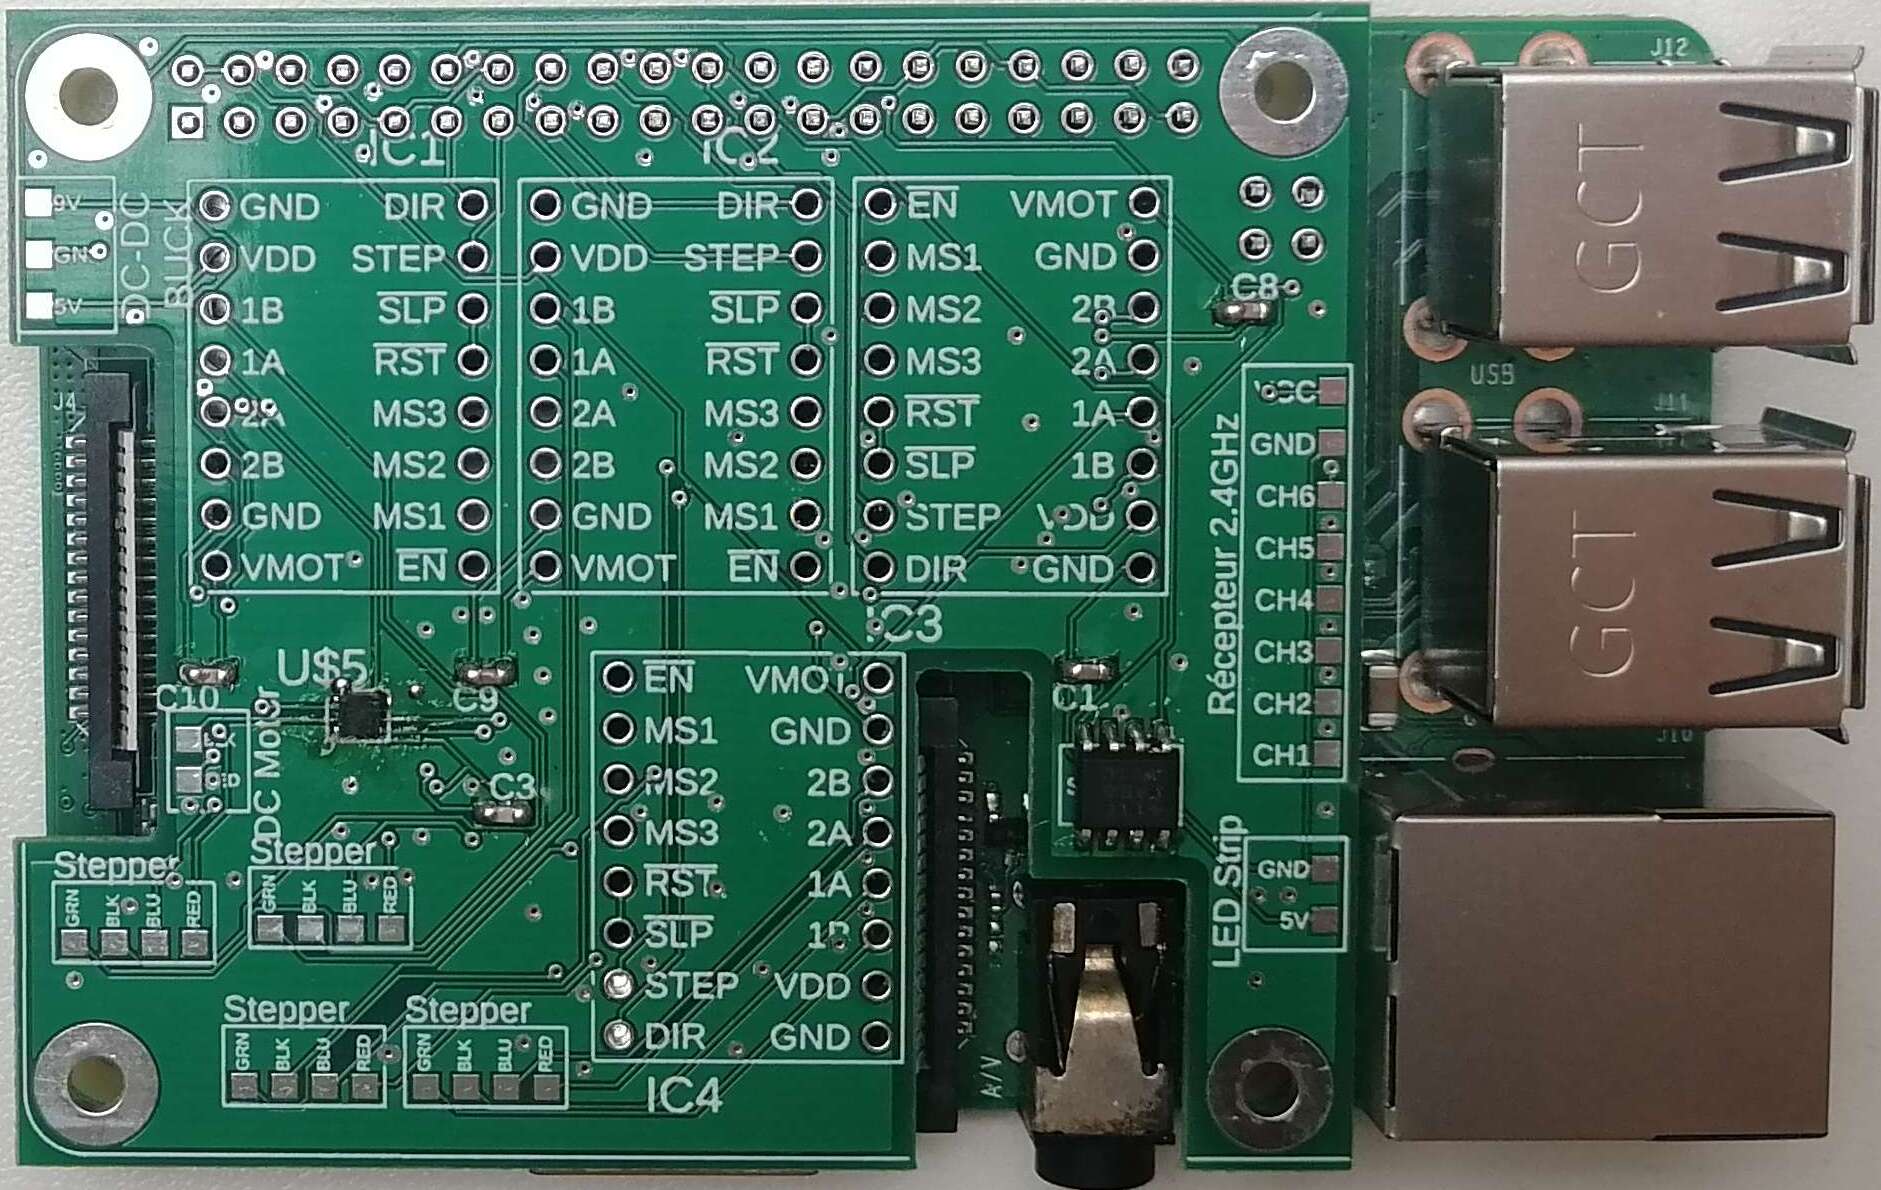 J12
IC1
IC2
9V
GN
5V
DC-DC
BUCK
GND DIR
VDD STEP
1B SLP
1A RST
2A MS3
2B MS2
GND MS1
VMOT EN
GND DIR
VDD STEP
1B SLP
1A RST
2A MS3
2B MS2
GND MS1
VMOT EN
EN VMOT
MS1 GND
MS2 2B
MS3 2A
RST 1A
SLP 1B
STEP VDD
DIR GND
IC3
C8
GCT
USB
J11
J4
VCC
GND
CH6
CH5
CH4
CH3
CH2
CH1
Récepteur 2.4GHz
GCT
J10
C10
U$5
C9
C1
C3
DC Motor
EN VMOT
MS1 GND
MS2 2B
MS3 2A
RST 1A
SLP 1B
STEP VDD
DIR GND
IC4
LED Strip
GND
5V
Stepper
GRN
BLK
BLU
RED
Stepper
GRN
BLK
BLU
RED
Stepper
GRN
BLK
BLU
RED
Stepper
GRN
BLK
BLU
RED
A/V